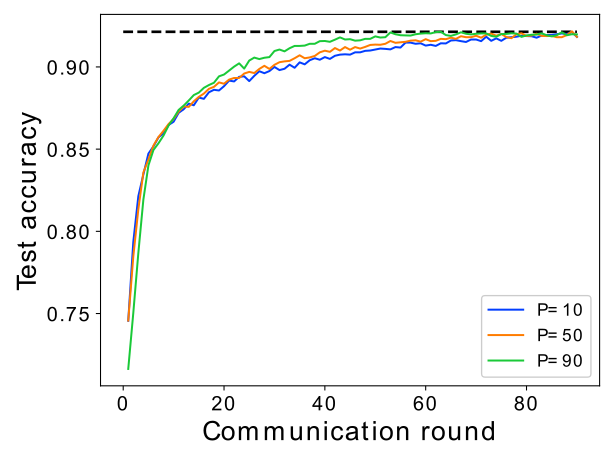 Test accuracy
0.90
0.85
0.80
0.75
P= 10
P= 50
P= 90
0 20 40 60 80
Communication round